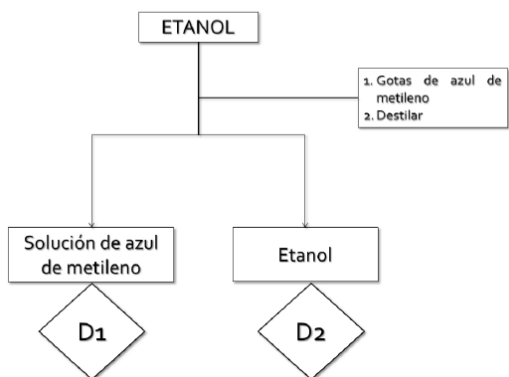 ETANOL
1. Gotas de azul de
metileno
2. Destilar
Solución de azul
de metileno
Etanol
D1
D2